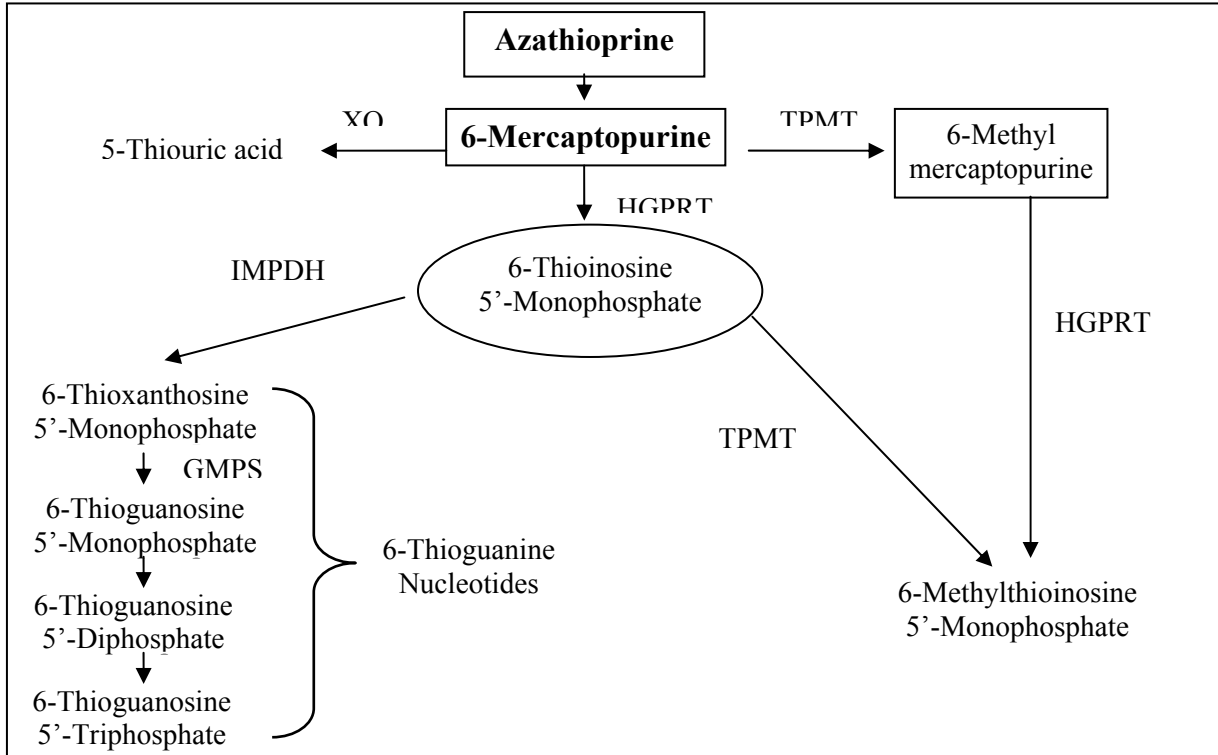 Azathioprine
XO
6-Mercaptopurine
TPMT
5-Thiouric acid
6-Methyl
mercaptopurine
HGPRT
6-Thioinosine
5’-Monophosphate
IMPDH
HGPRT
6-Thioxanthosine
5’-Monophosphate
TPMT
GMPS
6-Thioguanosine
5’-Monophosphate
6-Thioguanine
Nucleotides
6-Thioguanosine
5’-Diphosphate
6-Methylthioinosine
5’-Monophosphate
6-Thioguanosine
5’-Triphosphate